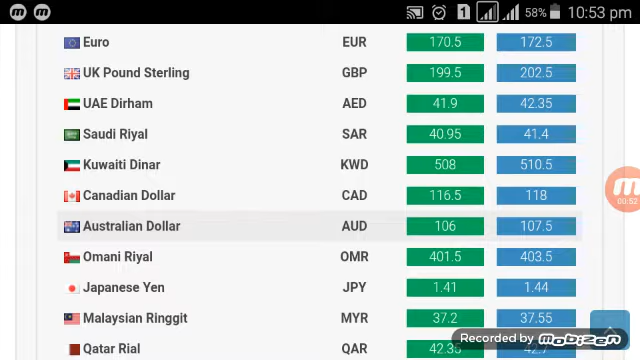 58% 10:53 pm
Euro EUR 170.5 172.5
UK Pound Sterling GBP 199.5 202.5
UAE Dirham AED 41.9 42.35
Saudi Riyal SAR 40.95 41.4
Kuwaiti Dinar KWD 508 510.5
Canadian Dollar CAD 116.5 118
00:52
Australian Dollar AUD 106 107.5
Omani Riyal OMR 401.5 403.5
Japanese Yen JPY 1.41 1.44
Malaysian Ringgit MYR 37.2 37.55
Recorded by mobizen
Qatar Rial QAR 42.35